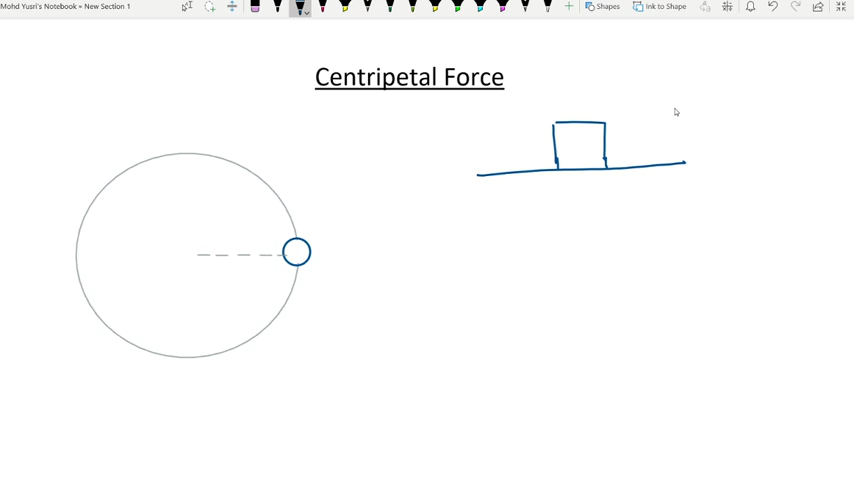 Mohd Yusri's Notebook » New Section 1
Shapes
Ink to Shape
Centripetal Force